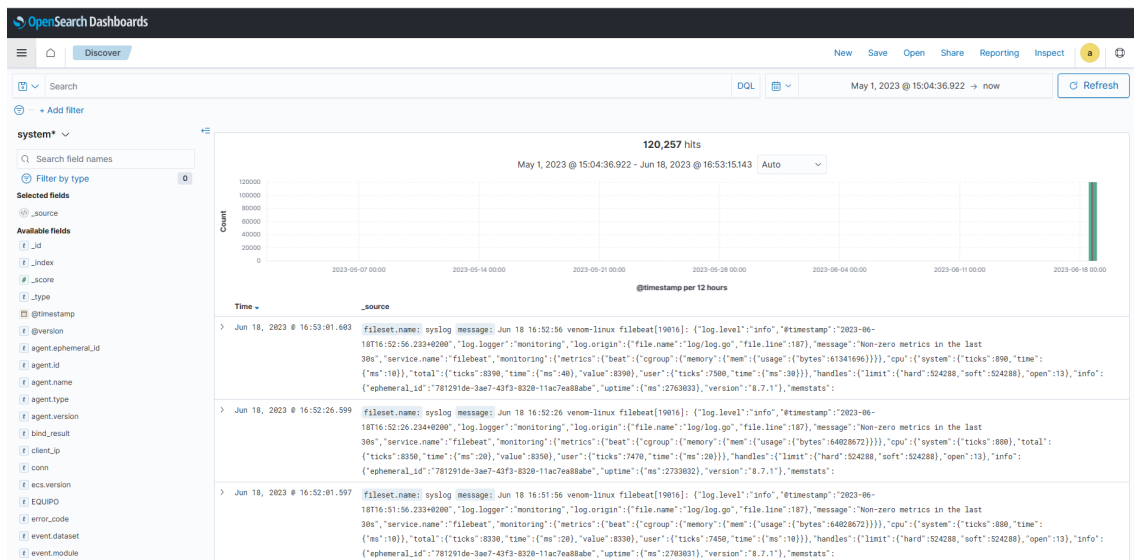 OpenSearch Dashboards
Discover
New Save Open Share Reporting Inspect a
Search
DQL
May 1, 2023 @ 15:04:36.922 → now
Refresh
+ Add filter
system*
Search field names
Filter by type 0
Selected fields
_source
Available fields
t _id
t _index
# _score
t _type
@timestamp
t @version
t agent.ephemeral_id
t agent.id
t agent.name
t agent.type
t agent.version
t bind_result
t client_ip
t conn
t ecs.version
t EQUIPO
t error_code
t event.dataset
t event.module
120,257 hits
May 1, 2023 @ 15:04:36.922 - Jun 18, 2023 @ 16:53:15.143 Auto
Count
120000
100000
80000
60000
40000
20000
0
2023-05-07 00:00 2023-05-14 00:00 2023-05-21 00:00 2023-05-28 00:00 2023-06-04 00:00 2023-06-11 00:00 2023-06-18 00:00
@timestamp per 12 hours
Time _source
Jun 18, 2023 @ 16:53:01.603 fileset.name: syslog message: Jun 18 16:52:56 venom-linux filebeat[19016]: {"log.level":"info","@timestamp":"2023-06-
18T16:52:56.233+0200","log.logger":"monitoring","log.origin":{"file.name":"log/log.go","file.line":187},"message":"Non-zero metrics in the last
30s","service.name":"filebeat","monitoring":{"metrics":{"beat":{"cgroup":{"memory":{"mem":{"usage":{"bytes":61341696}}}},"cpu":{"system":{"ticks":890,"time":
{"ms":10}},"total":{"ticks":8390,"time":{"ms":40},"value":8390},"user":{"ticks":7500,"time":{"ms":30}}},"handles":{"limit":{"hard":524288,"soft":524288},"open":13},"info":
{"ephemeral_id":"781291de-3ae7-43f3-8320-11ac7ea88abe","uptime":{"ms":2763033},"version":"8.7.1"},"memstats":
Jun 18, 2023 @ 16:52:26.599 fileset.name: syslog message: Jun 18 16:52:26 venom-linux filebeat[19016]: {"log.level":"info","@timestamp":"2023-06-
18T16:52:26.234+0200","log.logger":"monitoring","log.origin":{"file.name":"log/log.go","file.line":187},"message":"Non-zero metrics in the last
30s","service.name":"filebeat","monitoring":{"metrics":{"beat":{"cgroup":{"memory":{"mem":{"usage":{"bytes":64028672}}}},"cpu":{"system":{"ticks":880},"total":
{"ticks":8350,"time":{"ms":20},"value":8350},"user":{"ticks":7470,"time":{"ms":20}}},"handles":{"limit":{"hard":524288,"soft":524288},"open":13},"info":
{"ephemeral_id":"781291de-3ae7-43f3-8320-11ac7ea88abe","uptime":{"ms":2733032},"version":"8.7.1"},"memstats":
Jun 18, 2023 @ 16:52:01.597 fileset.name: syslog message: Jun 18 16:51:56 venom-linux filebeat[19016]: {"log.level":"info","@timestamp":"2023-06-
18T16:51:56.233+0200","log.logger":"monitoring","log.origin":{"file.name":"log/log.go","file.line":187},"message":"Non-zero metrics in the last
30s","service.name":"filebeat","monitoring":{"metrics":{"beat":{"cgroup":{"memory":{"mem":{"usage":{"bytes":64028672}}}},"cpu":{"system":{"ticks":880,"time":
{"ms":10}},"total":{"ticks":8330,"time":{"ms":20},"value":8330},"user":{"ticks":7450,"time":{"ms":10}}},"handles":{"limit":{"hard":524288,"soft":524288},"open":13},"info":
{"ephemeral_id":"781291de-3ae7-43f3-8320-11ac7ea88abe","uptime":{"ms":2703031},"version":"8.7.1"},"memstats":